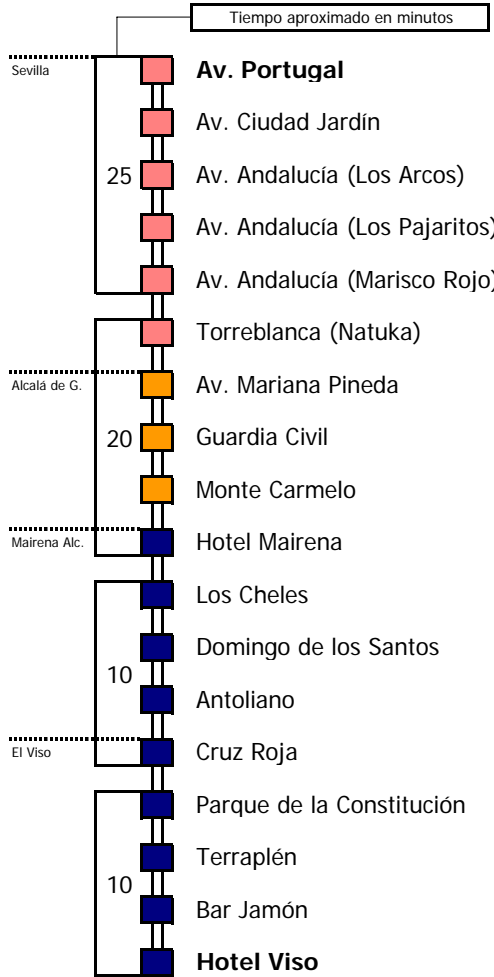 Tiempo aproximado en minutos
Sevilla
Av. Portugal
Av. Ciudad Jardín
25
Av. Andalucía (Los Arcos)
Av. Andalucía (Los Pajaritos)
Av. Andalucía (Marisco Rojo)
Torreblanca (Natuka)
Alcalá de G.
Av. Mariana Pineda
20
Guardia Civil
Monte Carmelo
Mairena Alc.
Hotel Mairena
Los Cheles
Domingo de los Santos
10
Antoliano
El Viso
Cruz Roja
Parque de la Constitución
Terraplén
10
Bar Jamón
Hotel Viso